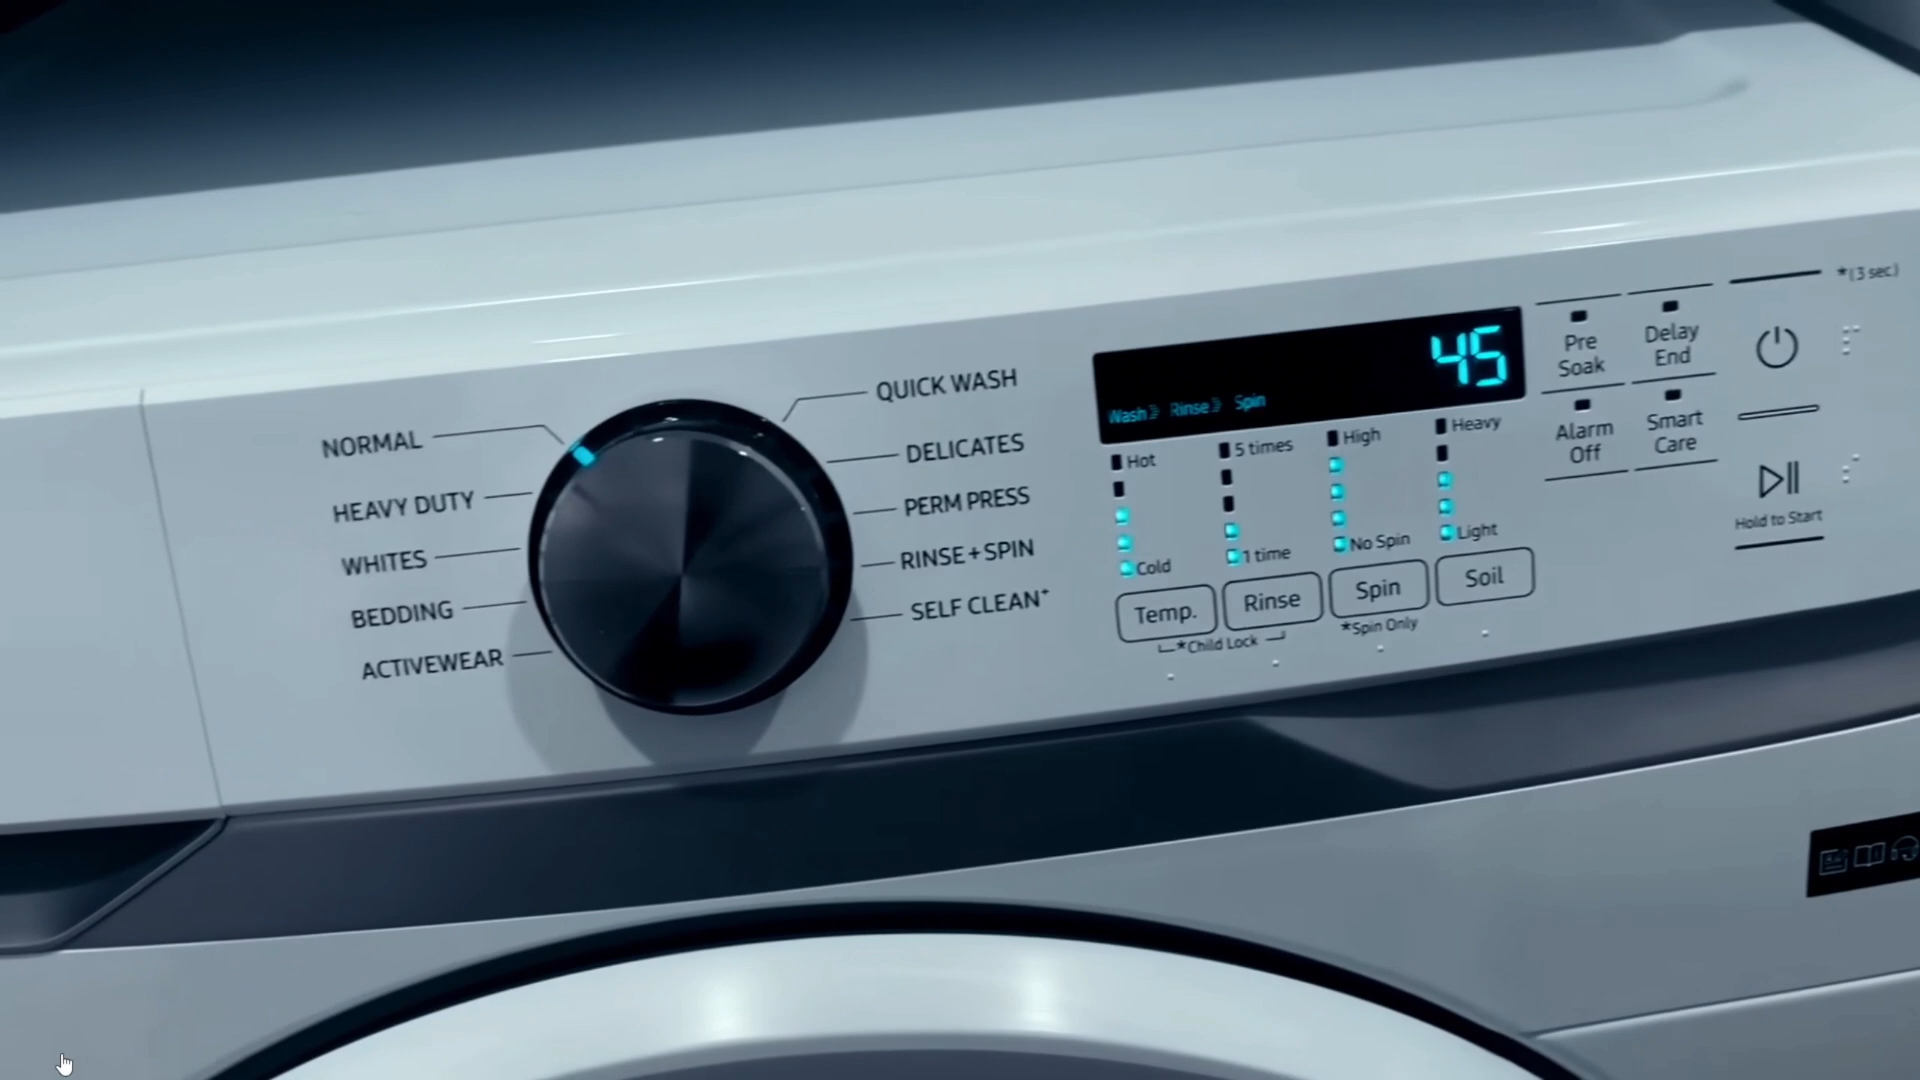 *(3 sec)
45
Wash Rinse Spin
Pre
Soak
Delay
End
Alarm
Off
Smart
Care
Hold to Start
NORMAL
HEAVY DUTY
WHITES
BEDDING
ACTIVEWEAR
QUICK WASH
DELICATES
PERM PRESS
RINSE+SPIN
SELF CLEAN+
Hot 5 times High Heavy
Cold 1 time No Spin Light
Temp. Rinse Spin Soil
*Child Lock *Spin Only